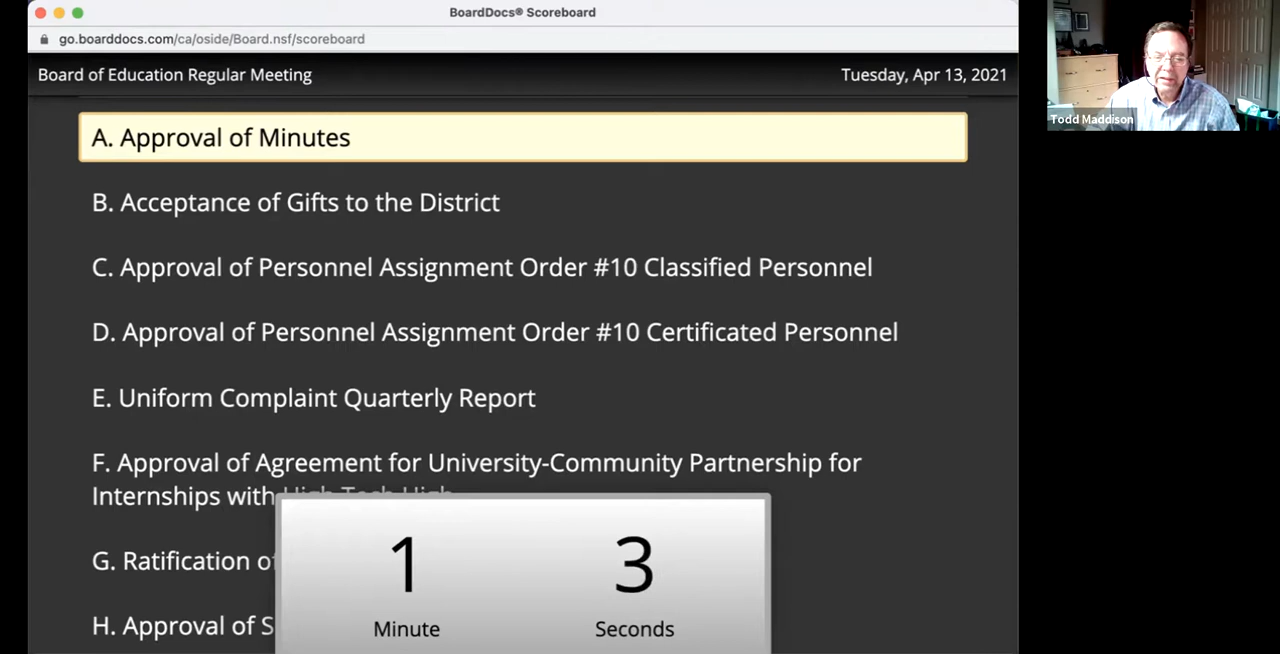 BoardDocs® Scoreboard
go.boarddocs.com/ca/oside/Board.nsf/scoreboard
Board of Education Regular Meeting
Tuesday, Apr 13, 2021
Todd Maddison
A. Approval of Minutes
B. Acceptance of Gifts to the District
C. Approval of Personnel Assignment Order #10 Classified Personnel
D. Approval of Personnel Assignment Order #10 Certificated Personnel
E. Uniform Complaint Quarterly Report
F. Approval of Agreement for University-Community Partnership for
Internships with High Tech High
G. Ratification of
H. Approval of S
1 3
Minute Seconds